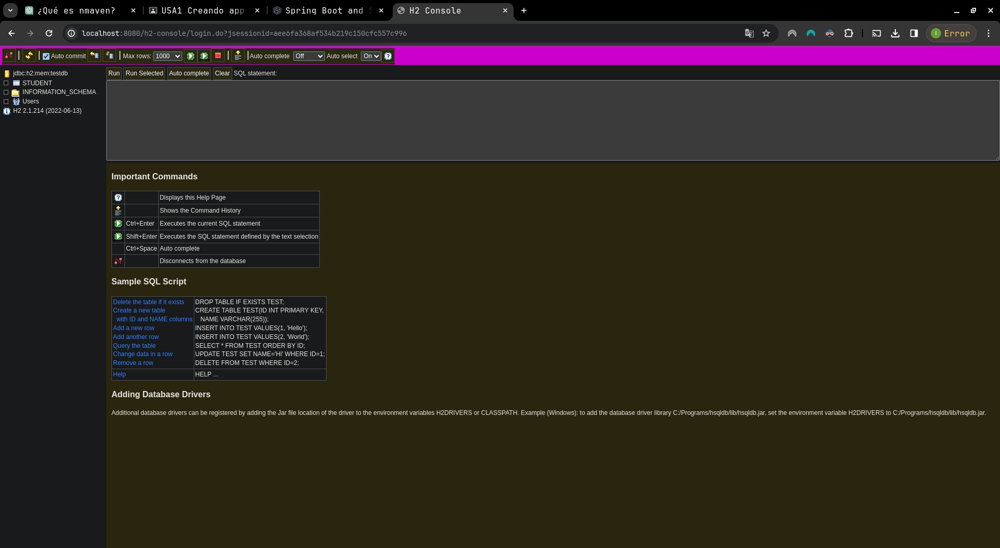 ¿Qué es nmaven?
U5A1 Creando app
Spring Boot and
H2 Console
localhost:8080/h2-console/login.do?jsessionid=aee6fa368af534b219c150cfc557c996
I Error
Auto commit Max rows: 1000 Auto complete Off Auto select On
jdbc:h2:mem:testdb
STUDENT
INFORMATION_SCHEMA
Users
H2 2.1.214 (2022-06-13)
Run Run Selected Auto complete Clear SQL statement:
Important Commands
Displays this Help Page
Shows the Command History
Ctrl+Enter Executes the current SQL statement
Shift+Enter Executes the SQL statement defined by the text selection
Ctrl+Space Auto complete
Disconnects from the database
Sample SQL Script
Delete the table if it exists DROP TABLE IF EXISTS TEST;
Create a new table CREATE TABLE TEST(ID INT PRIMARY KEY,
with ID and NAME columns NAME VARCHAR(255));
Add a new row INSERT INTO TEST VALUES(1, 'Hello');
Add another row INSERT INTO TEST VALUES(2, 'World');
Query the table SELECT * FROM TEST ORDER BY ID;
Change data in a row UPDATE TEST SET NAME='Hi' WHERE ID=1;
Remove a row DELETE FROM TEST WHERE ID=2;
Help HELP ...
Adding Database Drivers
Additional database drivers can be registered by adding the Jar file location of the driver to the environment variables H2DRIVERS or CLASSPATH. Example (Windows): to add the database driver library C:/Programs/hsqldb/lib/hsqldb.jar, set the environment variable H2DRIVERS to C:/Programs/hsqldb/lib/hsqldb.jar.